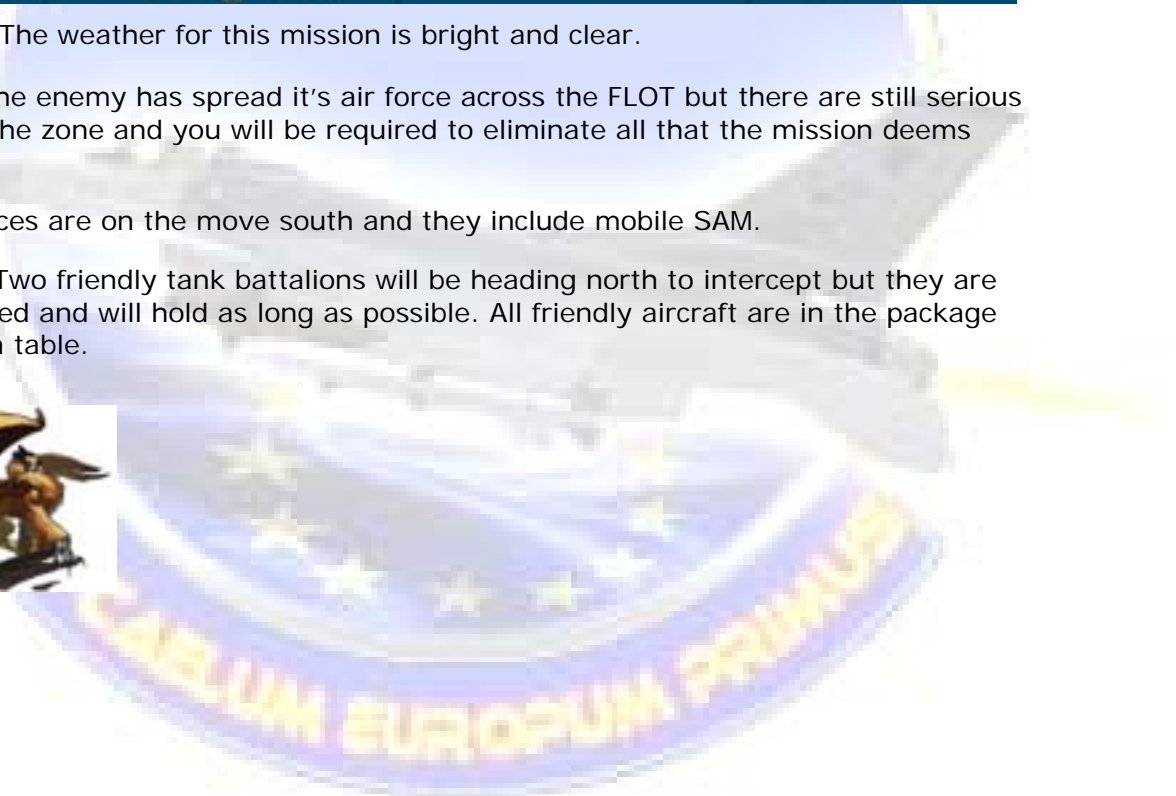 The weather for this mission is bright and clear.
enemy has spread it's air force across the FLOT but there are still serious
he zone and you will be required to eliminate all that the mission deems
ces are on the move south and they include mobile SAM.
Two friendly tank battalions will be heading north to intercept but they are
ed and will hold as long as possible. All friendly aircraft are in the package
table.
CAELUM EUROPUM PRIMUS